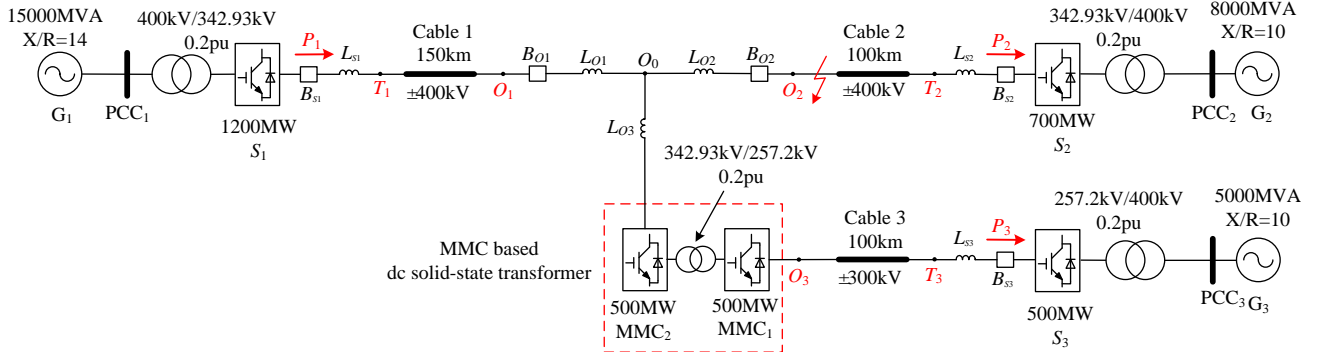 15000MVA
X/R=14
G1
PCC1
400kV/342.93kV
0.2pu
1200MW
S1
P1
BS1
LS1
T1
Cable 1
150km
±400kV
O1
BO1
LO1
O0
LO2
BO2
O2
Cable 2
100km
±400kV
T2
LS2
P2
BS2
700MW
S2
342.93kV/400kV
0.2pu
PCC2
8000MVA
X/R=10
G2
LO3
342.93kV/257.2kV
0.2pu
MMC based
dc solid-state transformer
500MW
MMC2
500MW
MMC1
O3
Cable 3
100km
±300kV
T3
LS3
P3
BS3
500MW
S3
257.2kV/400kV
0.2pu
PCC3
5000MVA
X/R=10
G3